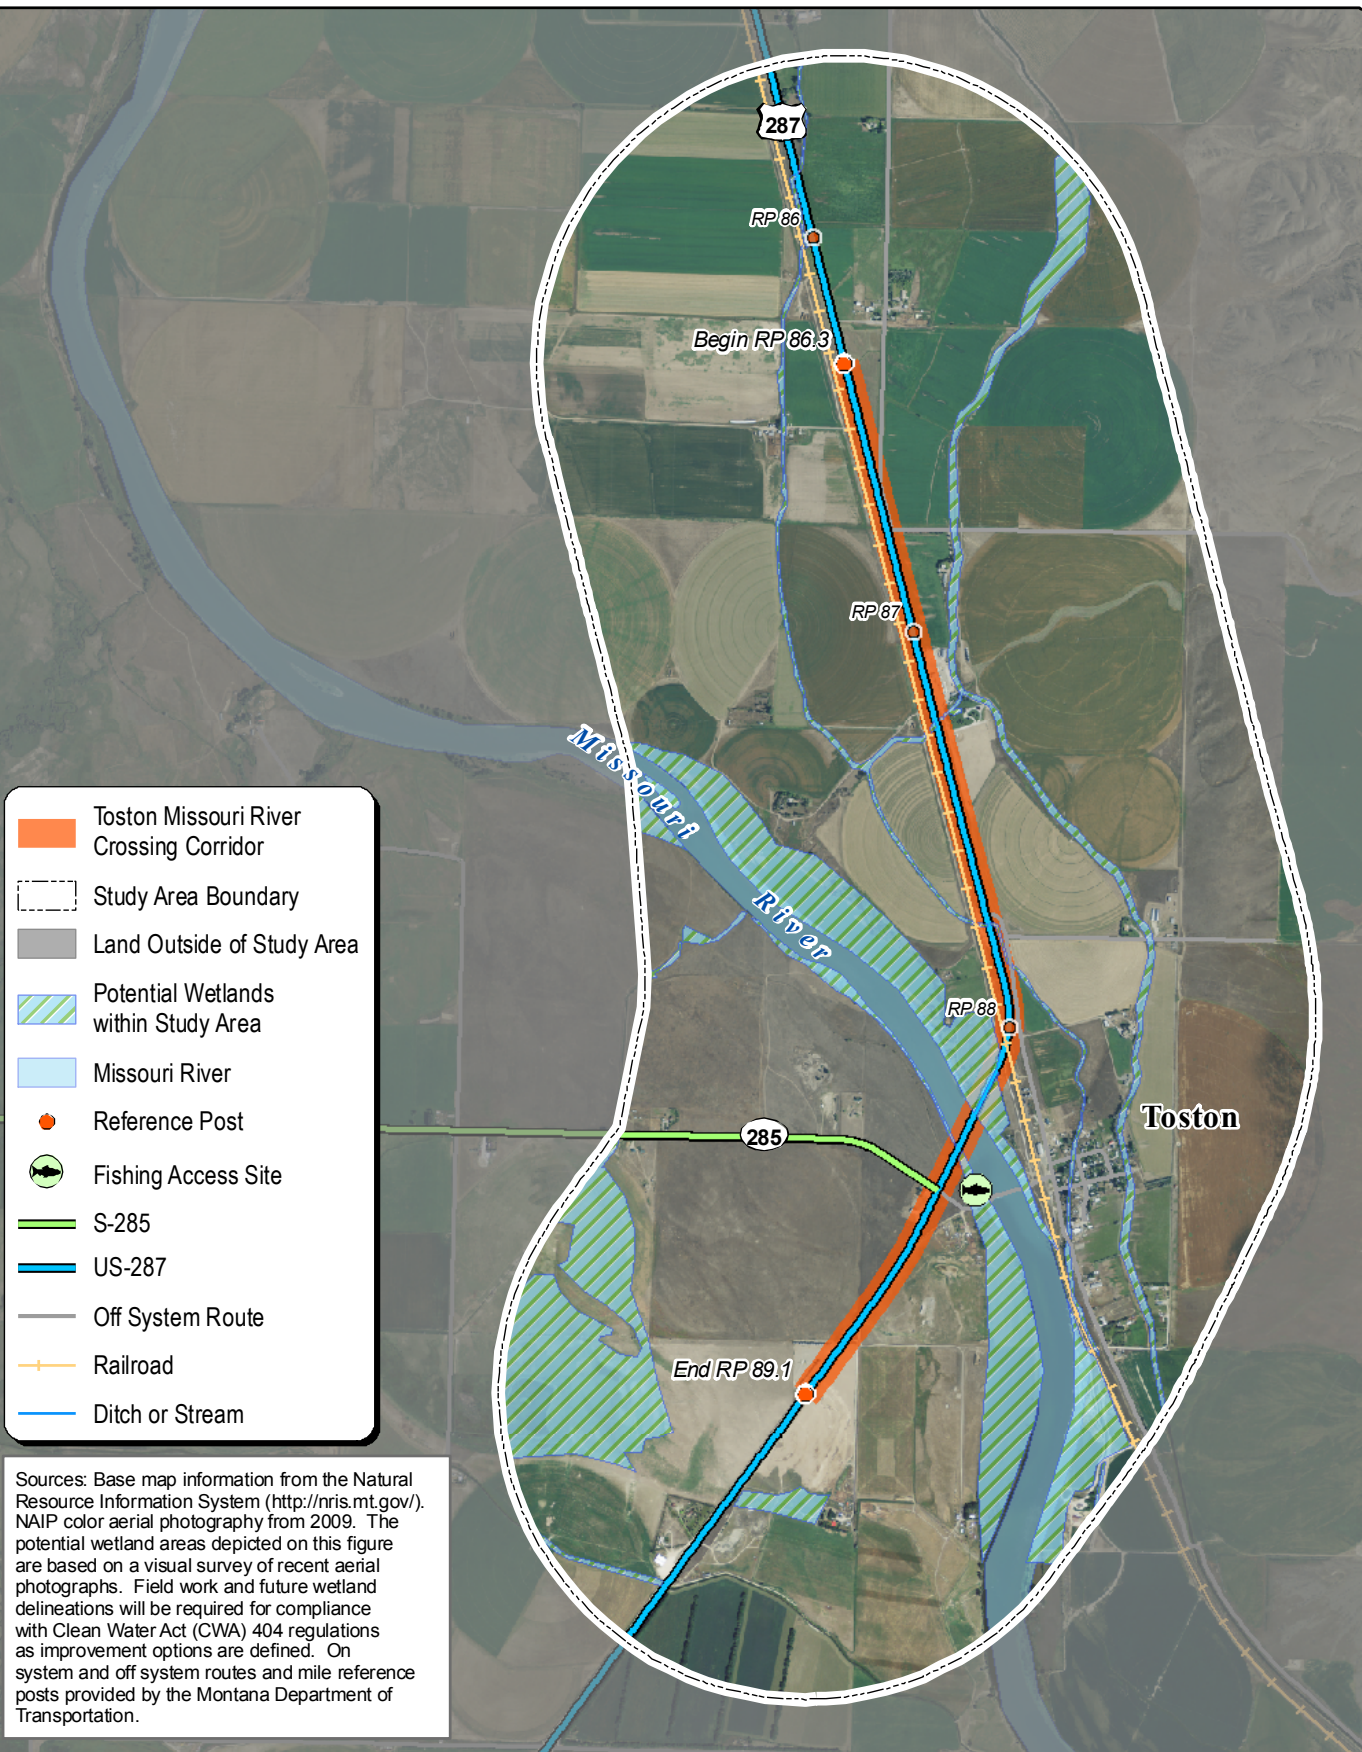 287
RP 86
Begin RP 86.3
RP 87
Missouri
River
RP 88
Toston
285
End RP 89.1
Toston Missouri River
Crossing Corridor
Study Area Boundary
Land Outside of Study Area
Potential Wetlands
within Study Area
Missouri River
Reference Post
Fishing Access Site
S-285
US-287
Off System Route
Railroad
Ditch or Stream
Sources: Base map information from the Natural
Resource Information System (http://nris.mt.gov/).
NAIP color aerial photography from 2009. The
potential wetland areas depicted on this figure
are based on a visual survey of recent aerial
photographs. Field work and future wetland
delineations will be required for compliance
with Clean Water Act (CWA) 404 regulations
as improvement options are defined. On
system and off system routes and mile reference
posts provided by the Montana Department of
Transportation.